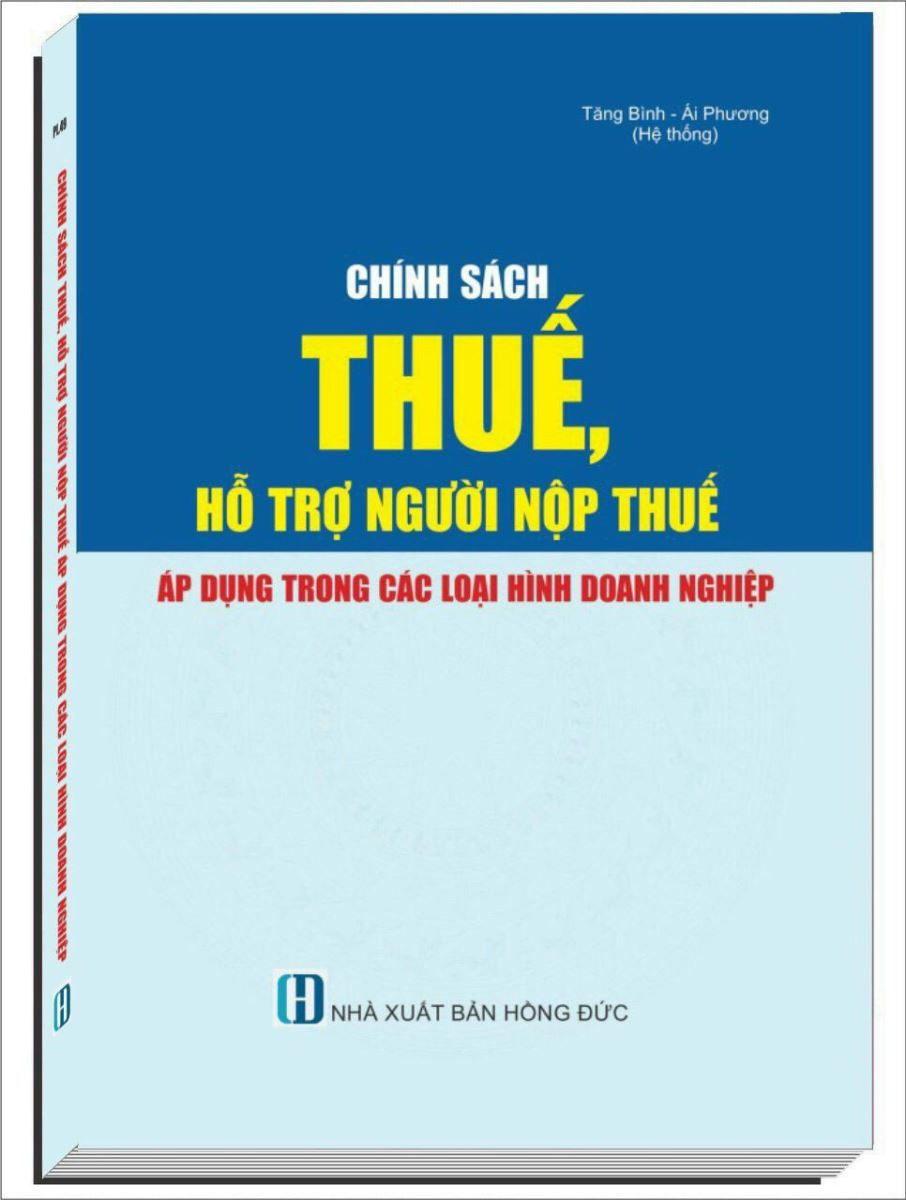 Tăng Bình - Ái Phương
(Hệ thống)
CHÍNH SÁCH
THUẾ,
HỖ TRỢ NGƯỜI NỘP THUẾ
ÁP DỤNG TRONG CÁC LOẠI HÌNH DOANH NGHIỆP
NHÀ XUẤT BẢN HỒNG ĐỨC
PL49
CHÍNH SÁCH THUẾ, HỖ TRỢ NGƯỜI NỘP THUẾ ÁP DỤNG TRONG CÁC LOẠI HÌNH DOANH NGHIỆP